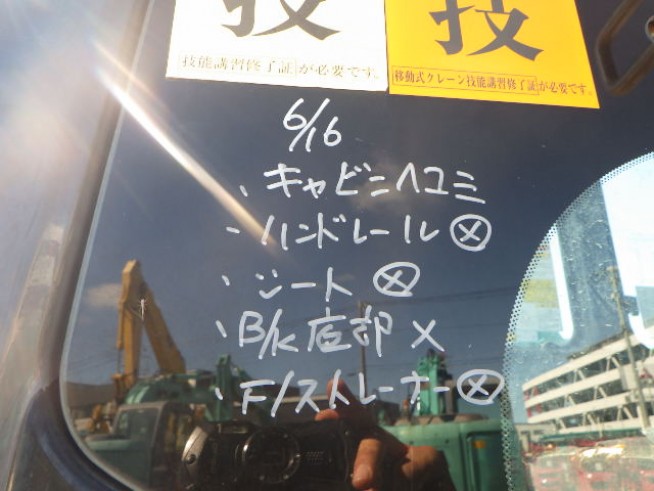 技
技能講習修了証が必要です。
技
移動式クレーン技能講習修了証が必要です。
6/16
、キャビンヘコミ
・ハンドレール ⓧ
・シート ⓧ
・B/K底部 ×
・F/ストレーナー ⓧ